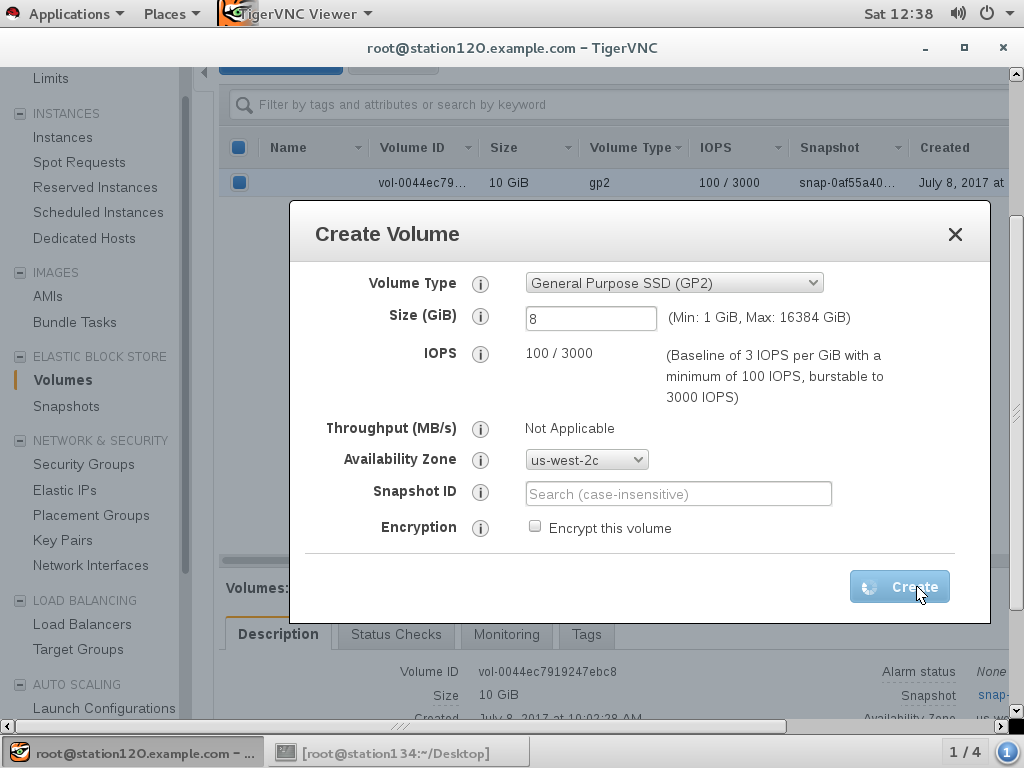 Applications Places TigerVNC Viewer Sat 12:38
root@station120.example.com – TigerVNC
Limits
INSTANCES
Instances
Spot Requests
Reserved Instances
Scheduled Instances
Dedicated Hosts
IMAGES
AMIs
Bundle Tasks
ELASTIC BLOCK STORE
Volumes
Snapshots
NETWORK & SECURITY
Security Groups
Elastic IPs
Placement Groups
Key Pairs
Network Interfaces
LOAD BALANCING
Load Balancers
Target Groups
AUTO SCALING
Launch Configurations
Filter by tags and attributes or search by keyword
Name Volume ID Size Volume Type IOPS Snapshot Created
vol-0044ec79... 10 GiB gp2 100 / 3000 snap-0af55a40... July 8, 2017 at
Create Volume
Volume Type General Purpose SSD (GP2)
Size (GiB) 8 (Min: 1 GiB, Max: 16384 GiB)
IOPS 100 / 3000 (Baseline of 3 IOPS per GiB with a
minimum of 100 IOPS, burstable to
3000 IOPS)
Throughput (MB/s) Not Applicable
Availability Zone us-west-2c
Snapshot ID Search (case-insensitive)
Encryption Encrypt this volume
Create
Volumes:
Description Status Checks Monitoring Tags
Volume ID vol-0044ec7919247ebc8 Alarm status None
Size 10 GiB Snapshot snap-
Created July 8, 2017 at 10:02:28 AM Availability Zone us-we
root@station120.example.com – ... [root@station134:~/Desktop] 1 / 4 1